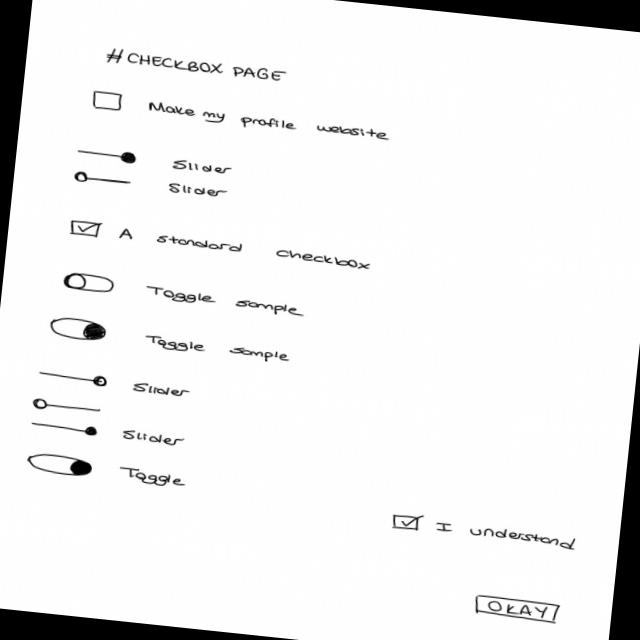 #CHECKBOX PAGE
Make my profile website
Slider
Slider
A standard checkbox
Toggle sample
Toggle sample
Slider
Slider
Toggle
I understand
OKAY